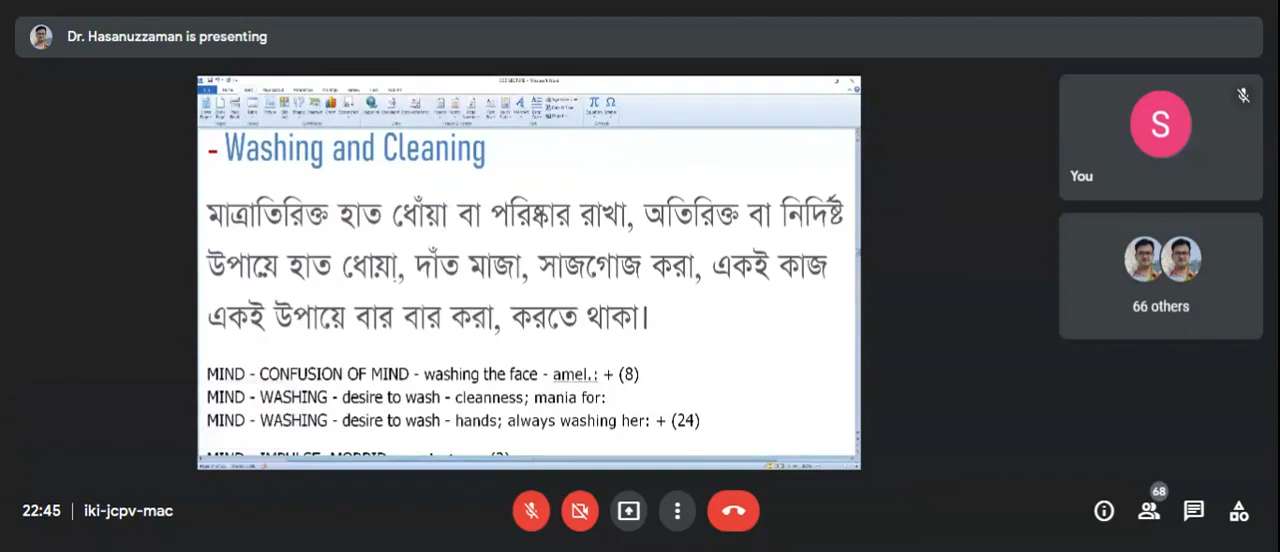 Dr. Hasanuzzaman is presenting
- Washing and Cleaning
মাত্রাতিরিক্ত হাত ধোঁয়া বা পরিষ্কার রাখা, অতিরিক্ত বা নিদির্ষ্ট
উপায়ে হাত ধোয়া, দাঁত মাজা, সাজগোজ করা, একই কাজ
একই উপায়ে বার বার করা, করতে থাকা।
MIND - CONFUSION OF MIND - washing the face - amel.: + (8)
MIND - WASHING - desire to wash - cleanness; mania for:
MIND - WASHING - desire to wash - hands; always washing her: + (24)
S
You
66 others
22:45 | iki-jcpv-mac
68